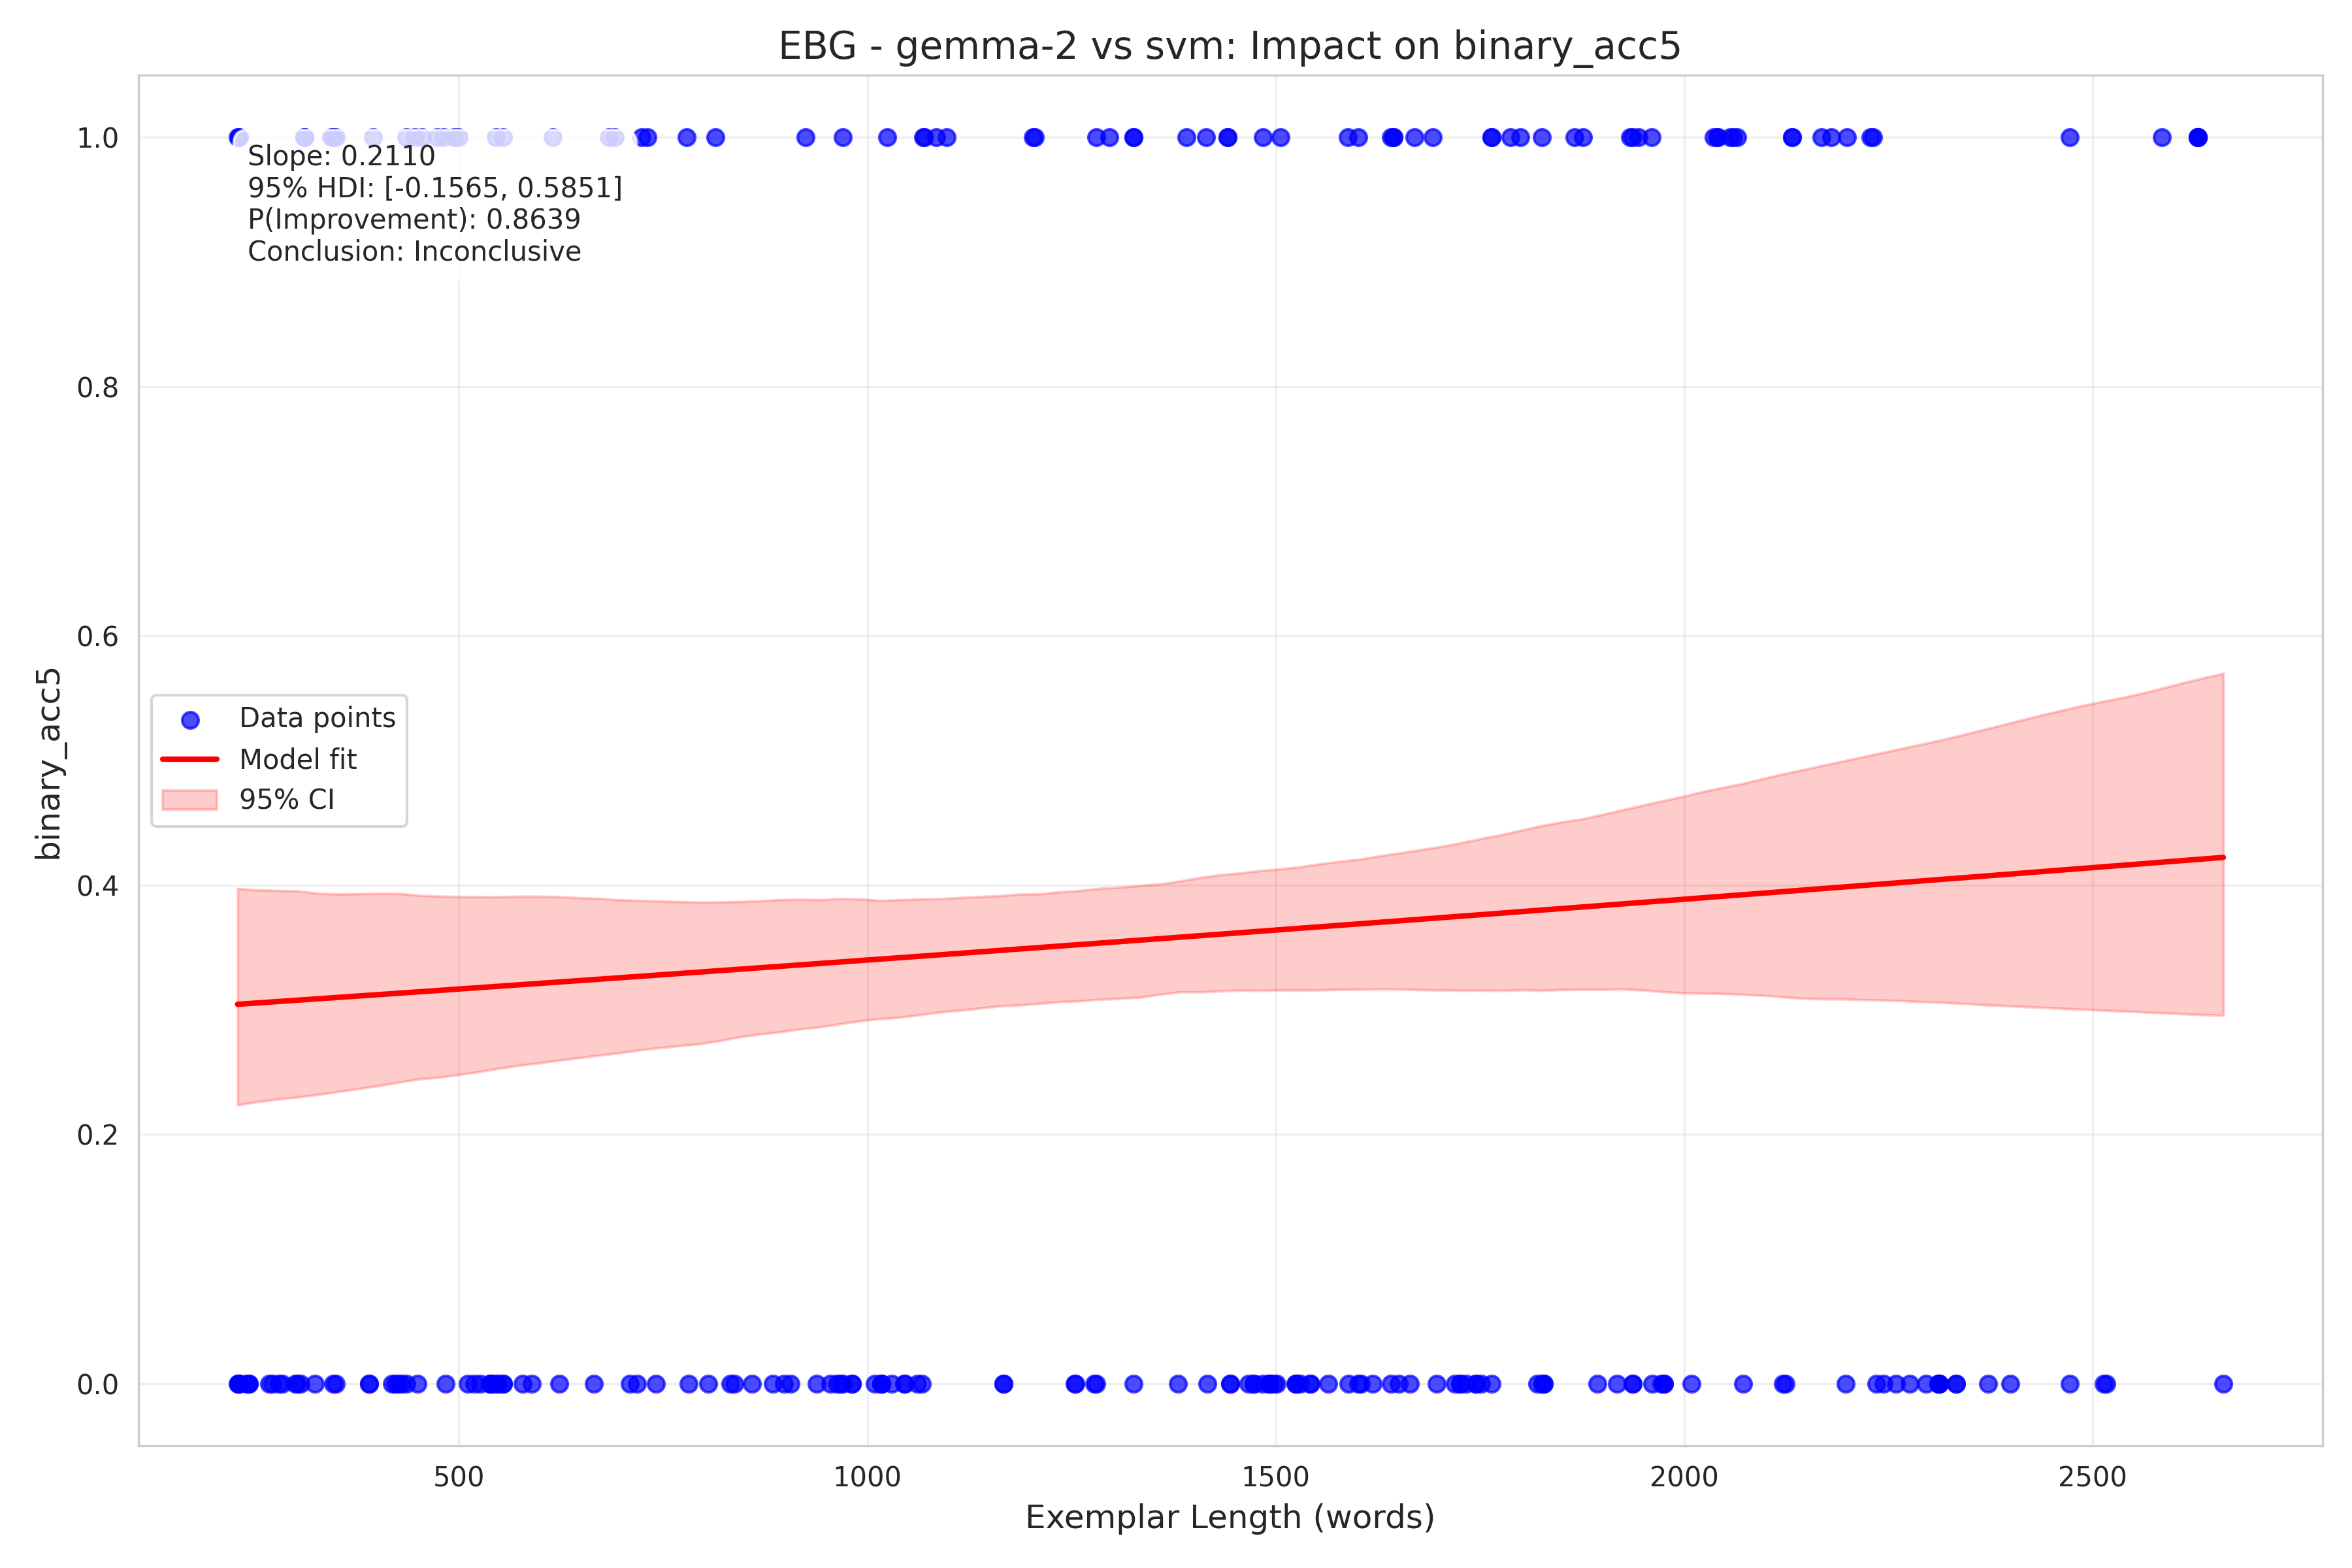 EBG - gemma-2 vs svm: Impact on binary_acc5
1.0
0.8
0.6
0.4
0.2
0.0
binary_acc5
Slope: 0.2110
95% HDI: [-0.1565, 0.5851]
P(Improvement): 0.8639
Conclusion: Inconclusive
Data points
Model fit
95% CI
500
1000
1500
2000
2500
Exemplar Length (words)